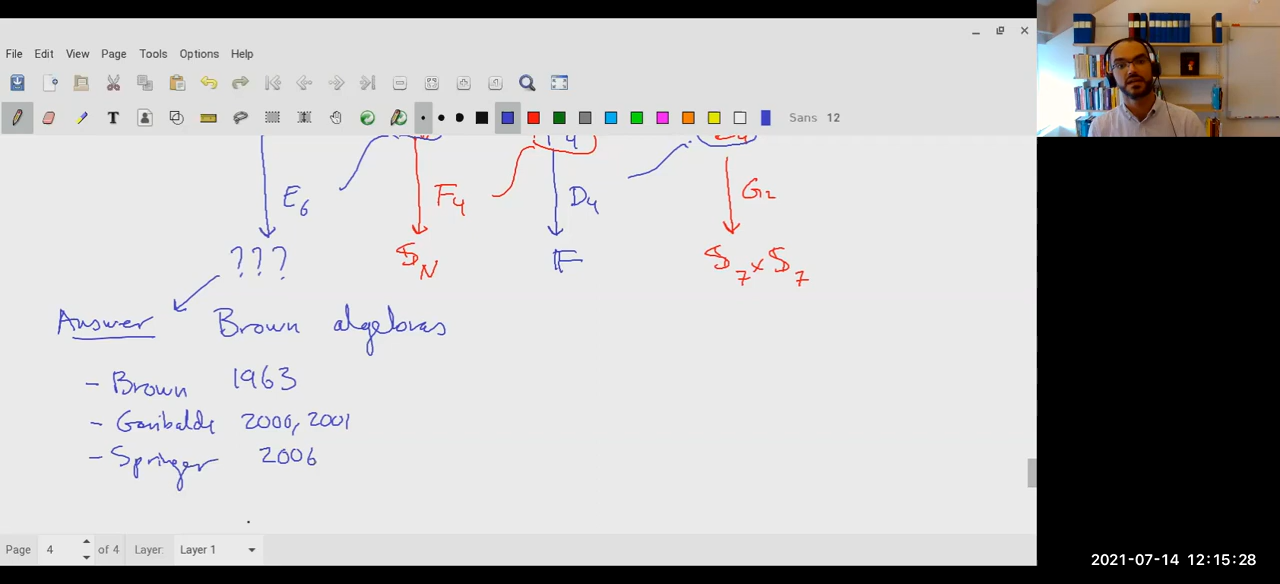 File Edit View Page Tools Options Help
Sans 12
E6 F4 D4 G2
??? 𝕊N 𝔽 𝕊7 × 𝕊7
Answer Brown algebras
- Brown 1963
- Garibaldi 2000, 2001
- Springer 2006
Page 4 of 4 Layer: Layer 1
2021-07-14 12:15:28